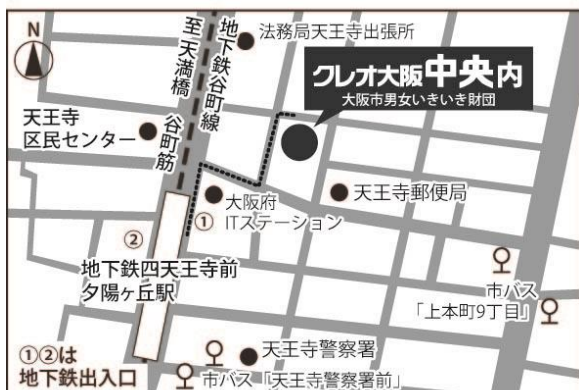 N
至天満橋
地下鉄谷町線
谷町筋
法務局天王寺出張所
クレオ大阪中央内
大阪市男女いきいき財団
天王寺
区民センター
大阪府
ITステーション
天王寺郵便局
①
②
地下鉄四天王寺前
夕陽ヶ丘駅
市バス
「上本町9丁目」
①②は
地下鉄出入口
天王寺警察署
市バス「天王寺警察署前」